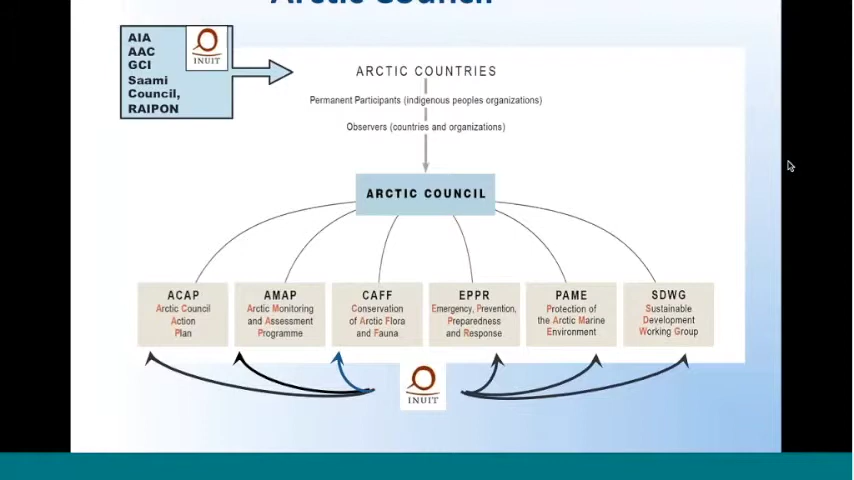 Arctic Council
AIA
AAC
GCI
Saami
Council,
RAIPON
INUIT
ARCTIC COUNTRIES
Permanent Participants (indigenous peoples organizations)
Observers (countries and organizations)
ARCTIC COUNCIL
ACAP
Arctic Council
Action
Plan
AMAP
Arctic Monitoring
and Assessment
Programme
CAFF
Conservation
of Arctic Flora
and Fauna
EPPR
Emergency, Prevention,
Preparedness
and Response
PAME
Protection of
the Arctic Marine
Environment
SDWG
Sustainable
Development
Working Group
INUIT